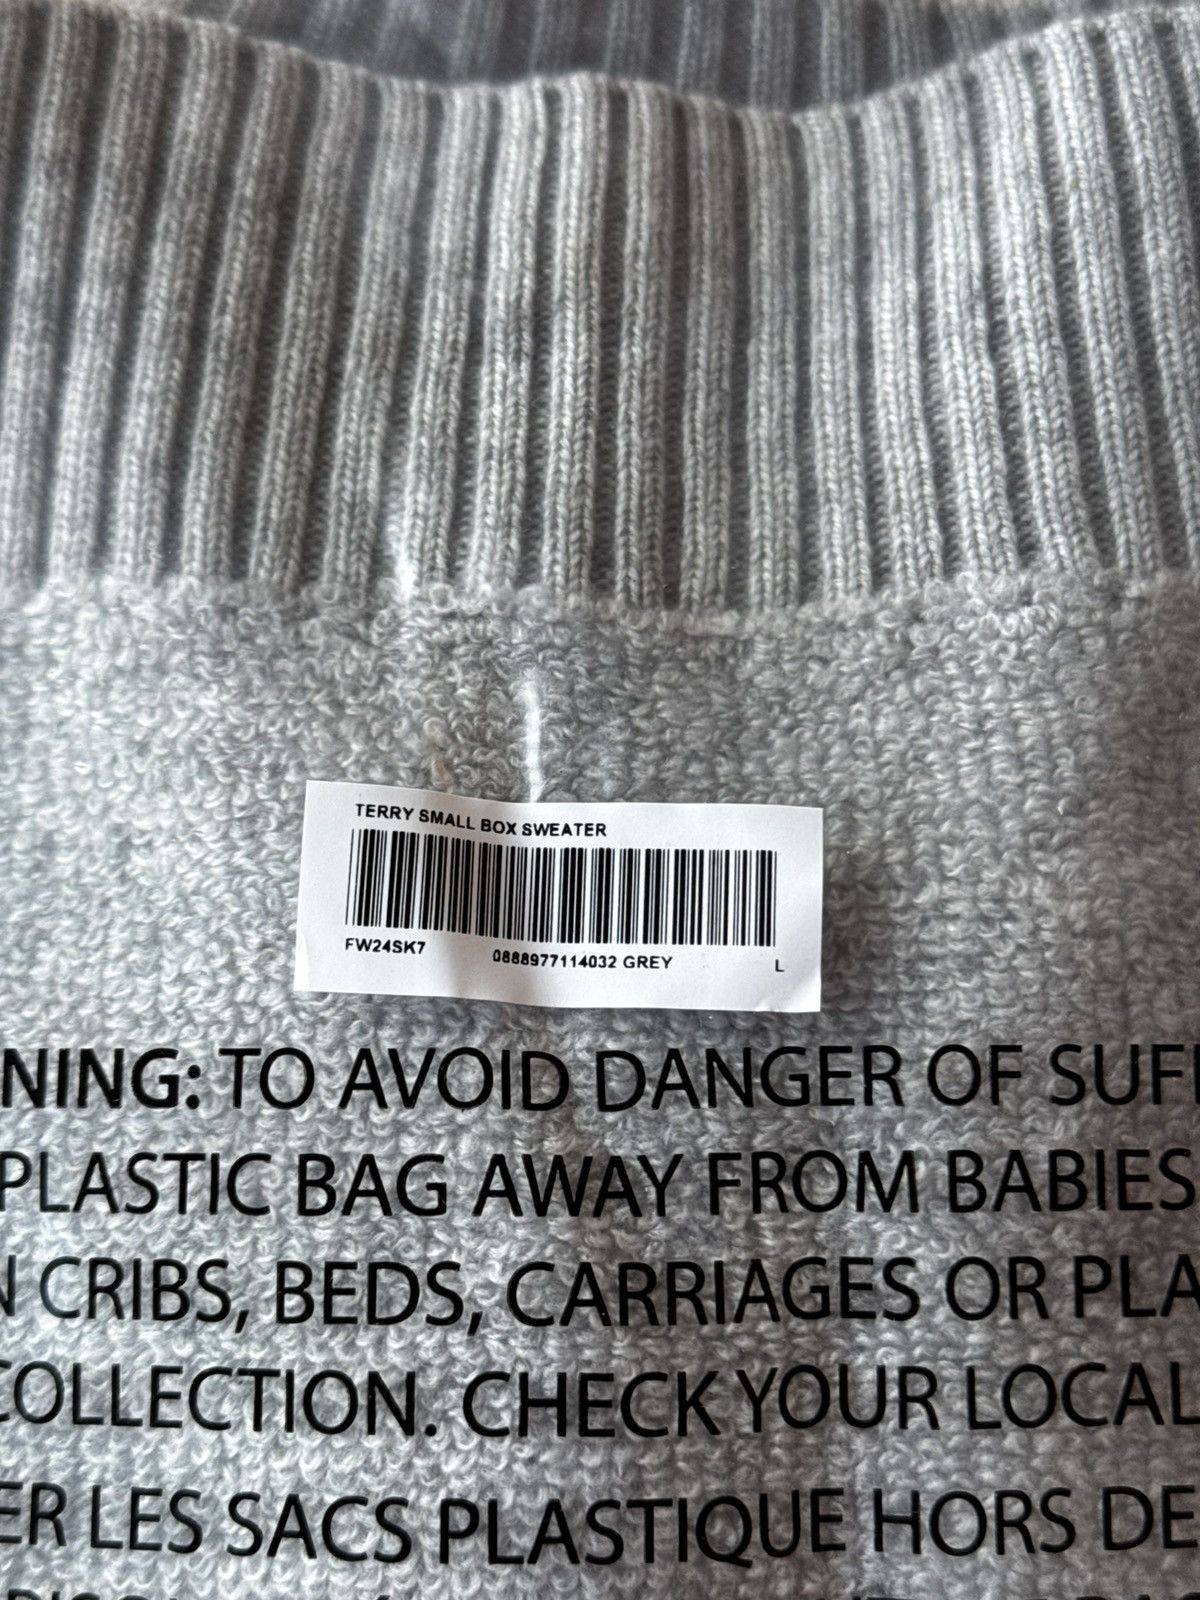 TERRY SMALL BOX SWEATER
FW24SK7 0888977114032 GREY L
NING: TO AVOID DANGER OF SUF
PLASTIC BAG AWAY FROM BABIES
N CRIBS, BEDS, CARRIAGES OR PLA
COLLECTION. CHECK YOUR LOCAL
ER LES SACS PLASTIQUE HORS DE